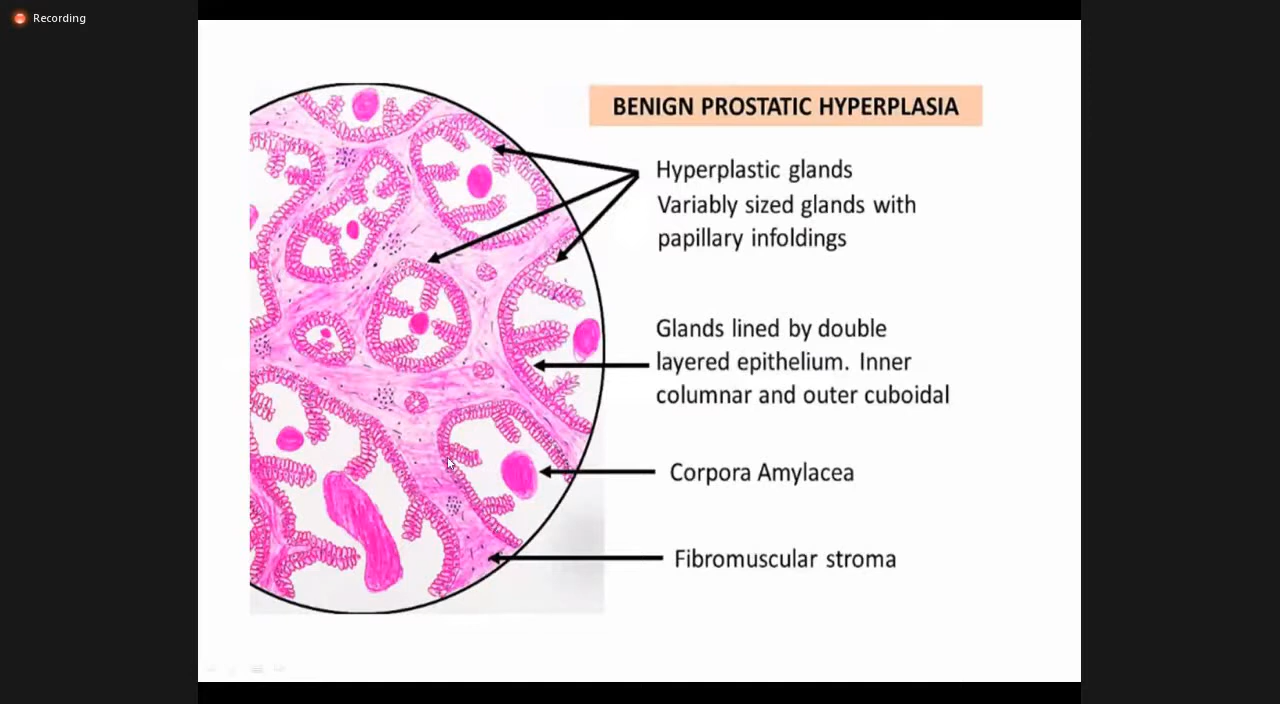 Recording
BENIGN PROSTATIC HYPERPLASIA
Hyperplastic glands
Variably sized glands with
papillary infoldings
Glands lined by double
layered epithelium. Inner
columnar and outer cuboidal
Corpora Amylacea
Fibromuscular stroma